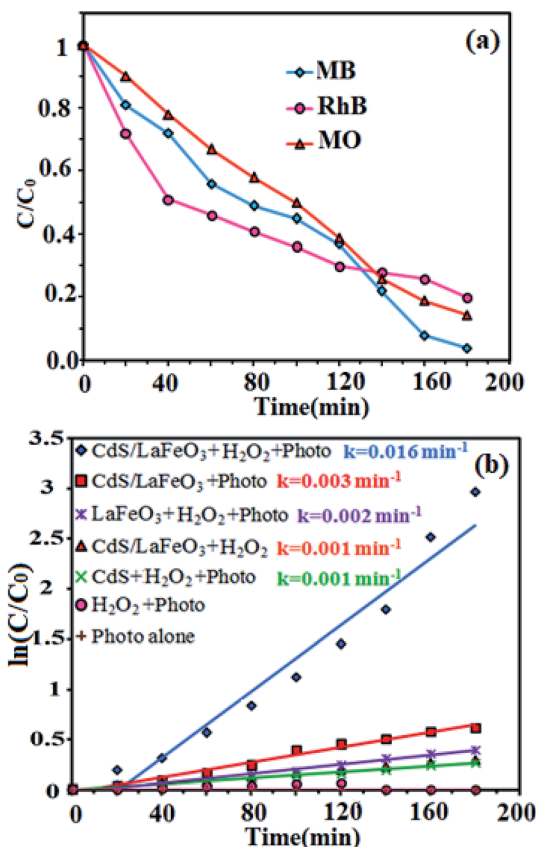 (a)
MB
RhB
MO
1
0.8
0.6
0.4
0.2
0.0
C/C₀
0 40 80 120 160 200
Time(min)
(b)
3.5
3
2.5
2
1.5
1
0.5
0
ln(C/C₀)
CdS/LaFeO₃+H₂O₂+Photo k=0.016 min⁻¹
CdS/LaFeO₃+Photo k=0.003 min⁻¹
LaFeO₃+H₂O₂+Photo k=0.002 min⁻¹
CdS/LaFeO₃+H₂O₂ k=0.001 min⁻¹
CdS+H₂O₂+Photo k=0.001 min⁻¹
H₂O₂+Photo
Photo alone
0 40 80 120 160 200
Time(min)